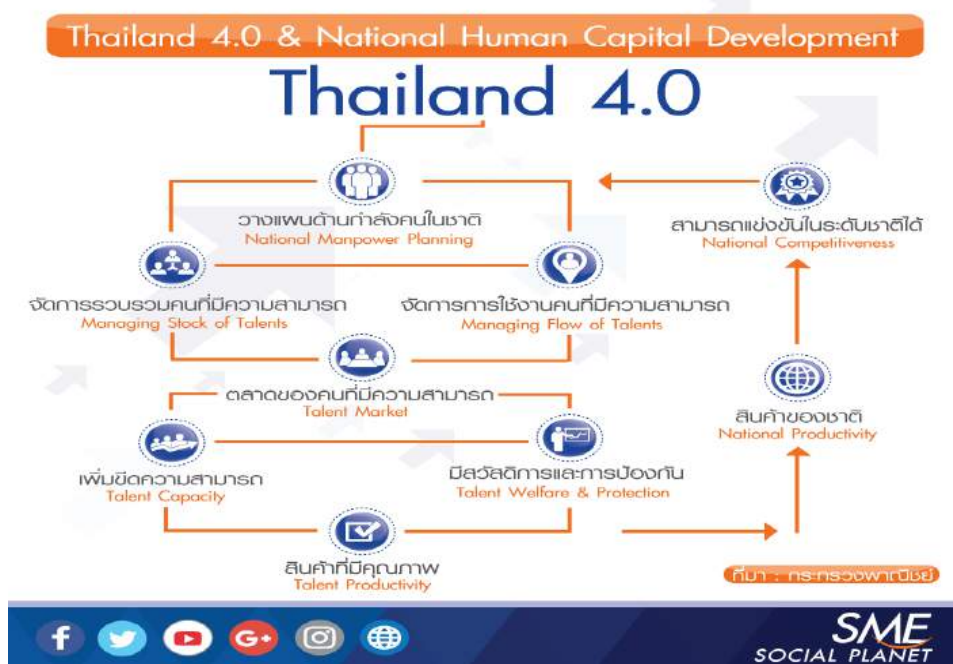 Thailand 4.0 & National Human Capital Development
Thailand 4.0
วางแผนด้านกำลังคนในชาติ
National Manpower Planning
สามารถแข่งขันในระดับชาติได้
National Competitiveness
จัดการรวบรวมคนที่มีความสามารถ
Managing Stock of Talents
จัดการการใช้งานคนที่มีความสามารถ
Managing Flow of Talents
ตลาดของคนที่มีความสามารถ
Talent Market
สินค้าของชาติ
National Productivity
เพิ่มขีดความสามารถ
Talent Capacity
มีสวัสดิการและการป้องกัน
Talent Welfare & Protection
สินค้าที่มีคุณภาพ
Talent Productivity
ที่มา : กระทรวงพาณิชย์
f G+
SME
SOCIAL PLANET